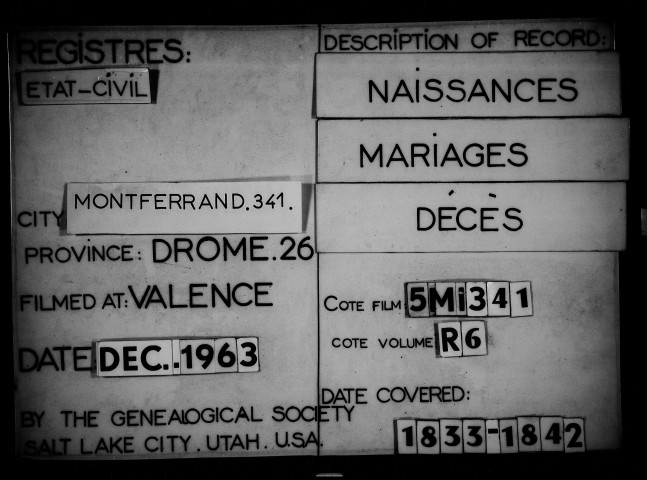 REGISTRES:
ETAT-CIVIL
CITY MONTFERRAND.341.
PROVINCE: DROME.26
FILMED AT: VALENCE
DATE DEC..1963
BY THE GENEALOGICAL SOCIETY
SALT LAKE CITY. UTAH. U.S.A.
DESCRIPTION OF RECORD:
NAISSANCES
MARIAGES
DÉCÈS
COTE FILM 5Mi341
COTE VOLUME R6
DATE COVERED:
1833-1842